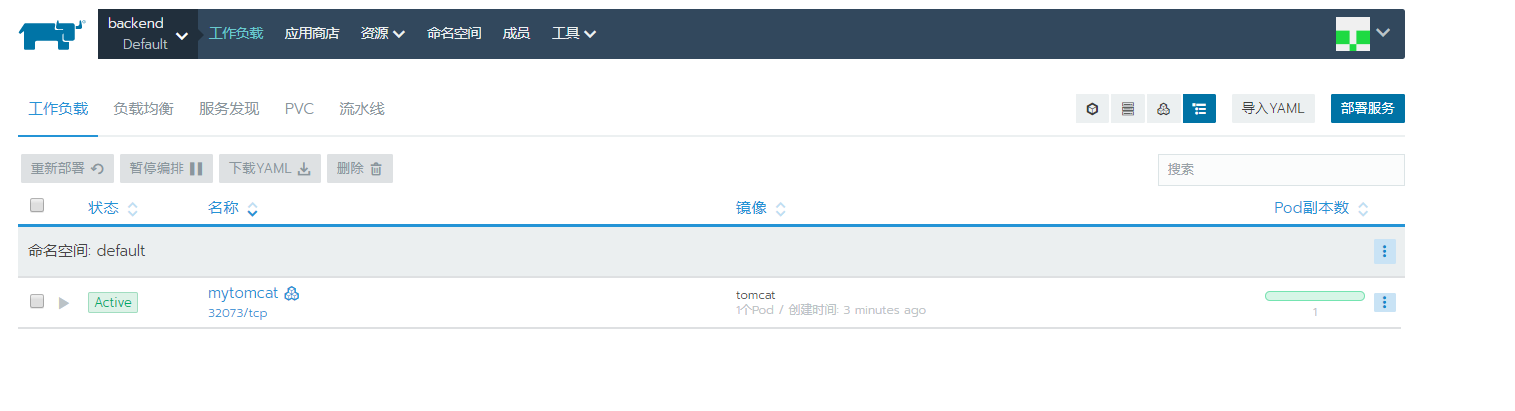 backend
Default
工作负载 应用商店 资源 命名空间 成员 工具
工作负载 负载均衡 服务发现 PVC 流水线 导入YAML 部署服务
重新部署 暂停编排 下载YAML 删除 搜索
状态 名称 镜像 Pod副本数
命名空间: default
Active mytomcat tomcat
32073/tcp 1个Pod / 创建时间: 3 minutes ago 1